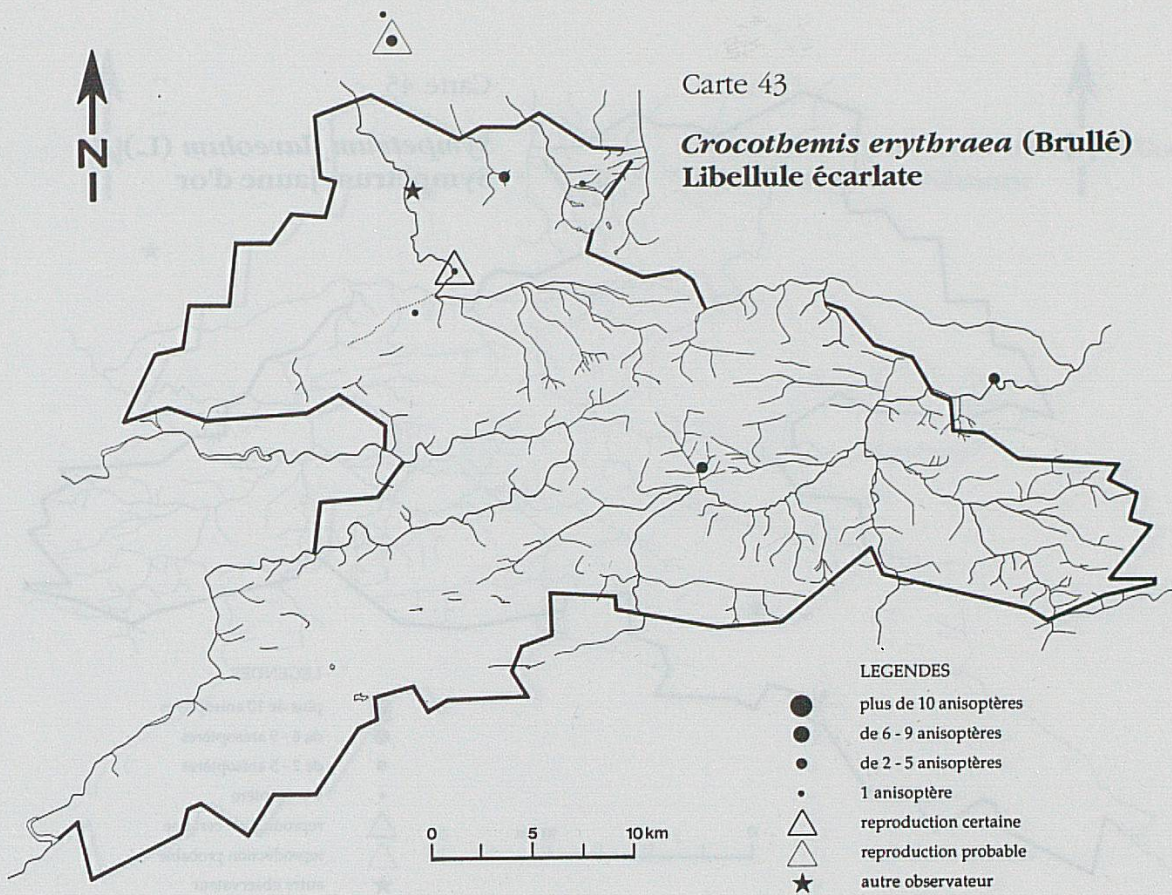 Carte 43
N
Crocothemis erythraea (Brullé)
Libellule écarlate
LEGENDES
plus de 10 anisoptères
de 6 - 9 anisoptères
de 2 - 5 anisoptères
1 anisoptère
reproduction certaine
reproduction probable
autre observateur
0 5 10 km